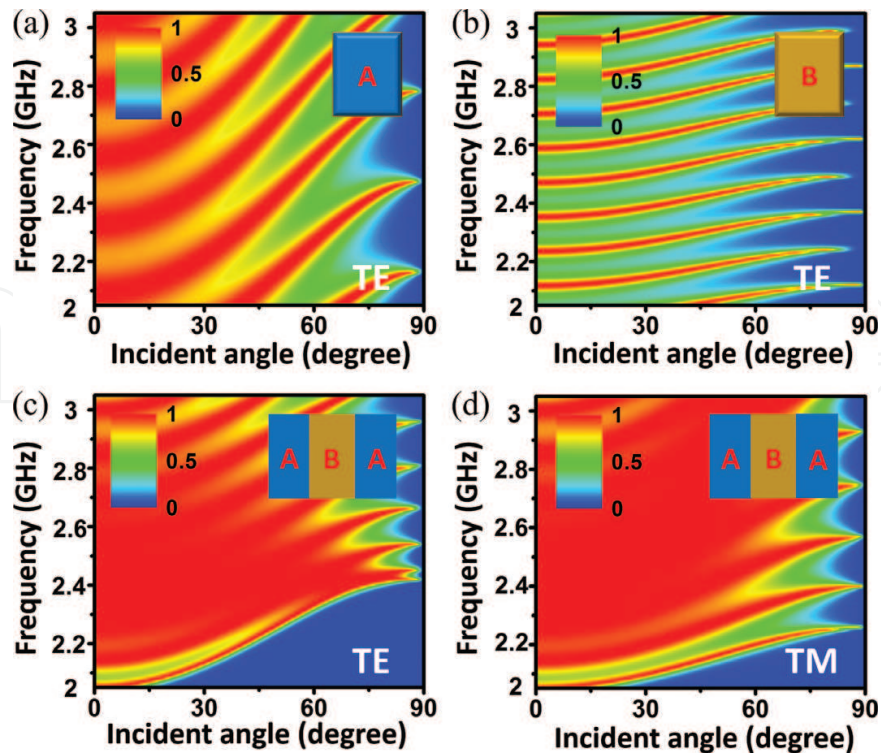 (a)
3
2.8
2.6
2.4
2.2
2
Frequency (GHz)
1
0.5
0
A
TE
0
30
60
90
Incident angle (degree)
(b)
3
2.8
2.6
2.4
2.2
2
Frequency (GHz)
1
0.5
0
B
TE
0
30
60
90
Incident angle (degree)
(c)
3
2.8
2.6
2.4
2.2
2
Frequency (GHz)
1
0.5
0
A B A
TE
0
30
60
90
Incident angle (degree)
(d)
3
2.8
2.6
2.4
2.2
2
Frequency (GHz)
1
0.5
0
A B A
TM
0
30
60
90
Incident angle (degree)